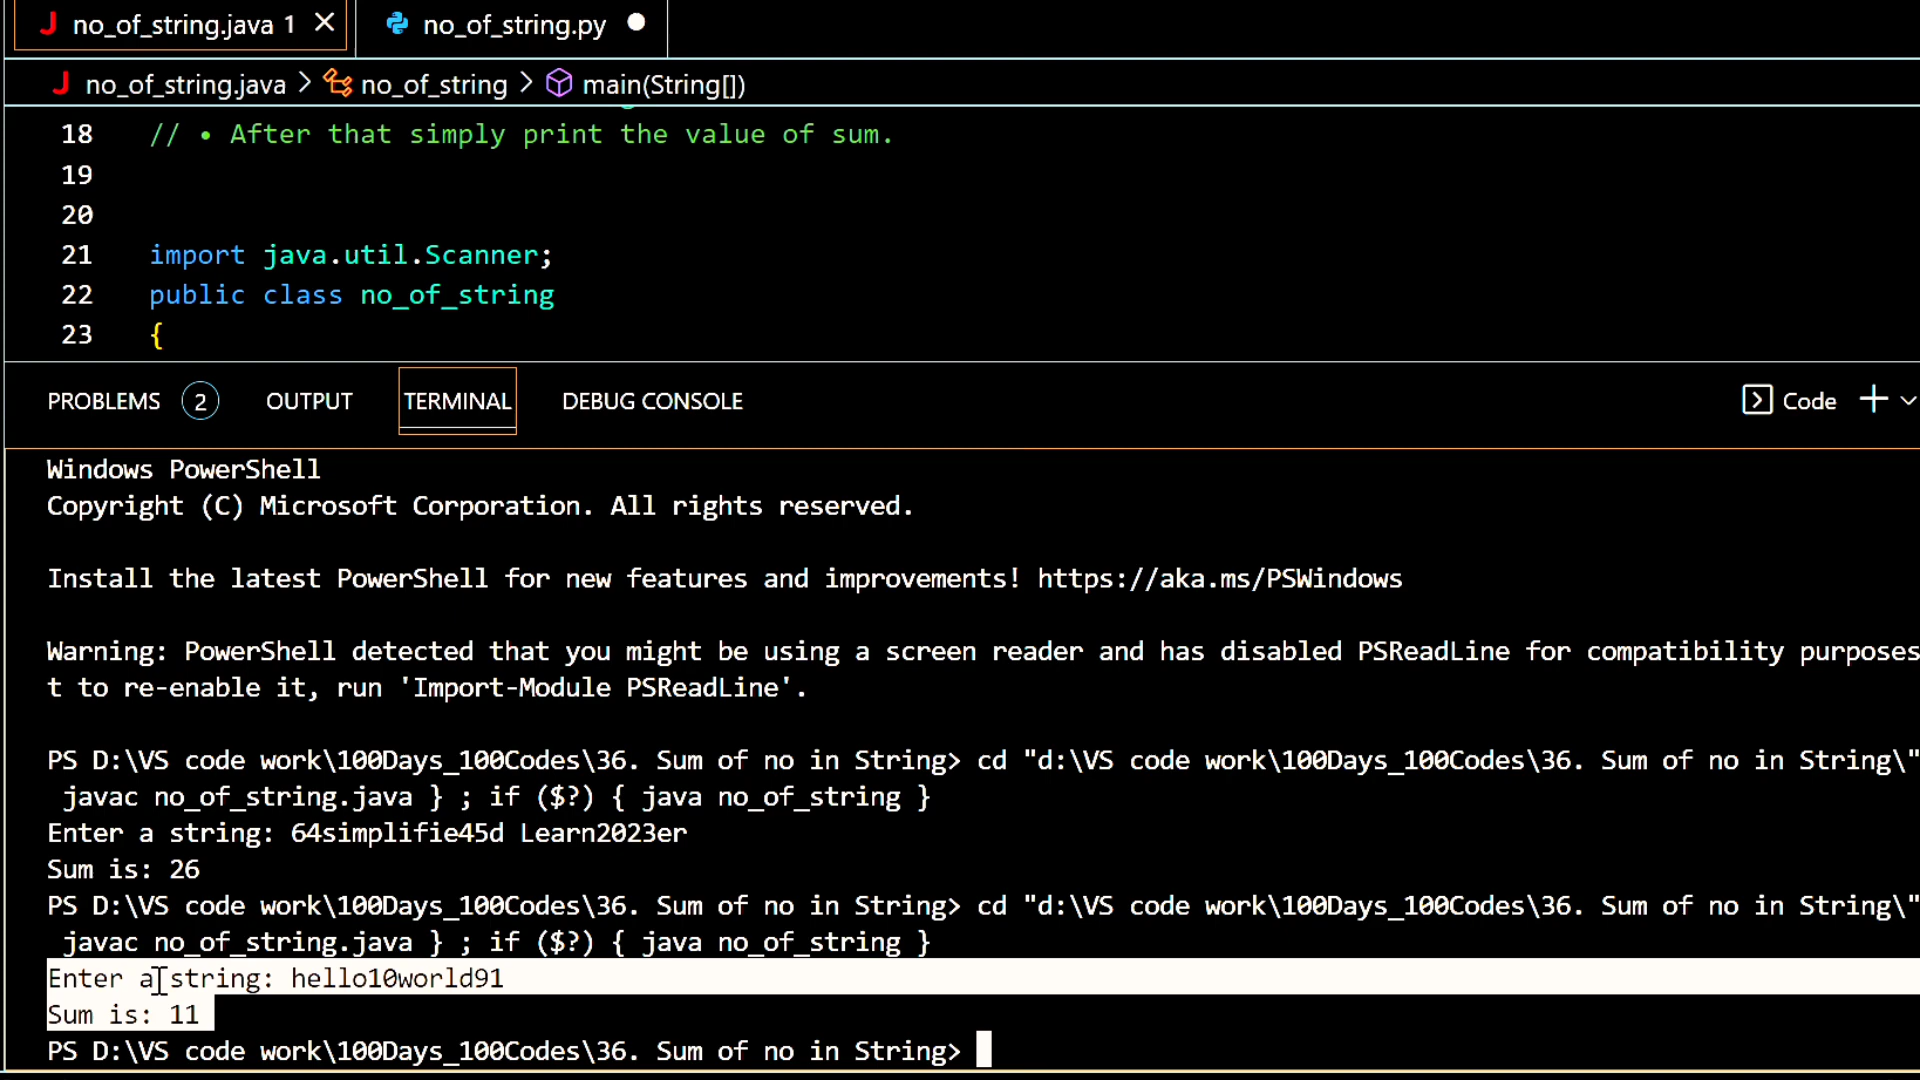 no_of_string.java 1
no_of_string.py
no_of_string.java > no_of_string > main(String[])
18 // • After that simply print the value of sum.
19
20
21 import java.util.Scanner;
22 public class no_of_string
23 {
PROBLEMS 2 OUTPUT TERMINAL DEBUG CONSOLE Code
Windows PowerShell
Copyright (C) Microsoft Corporation. All rights reserved.
Install the latest PowerShell for new features and improvements! https://aka.ms/PSWindows
Warning: PowerShell detected that you might be using a screen reader and has disabled PSReadLine for compatibility purposes
t to re-enable it, run 'Import-Module PSReadLine'.
PS D:\VS code work\100Days_100Codes\36. Sum of no in String> cd "d:\VS code work\100Days_100Codes\36. Sum of no in String\"
javac no_of_string.java } ; if ($?) { java no_of_string }
Enter a string: 64simplifie45d Learn2023er
Sum is: 26
PS D:\VS code work\100Days_100Codes\36. Sum of no in String> cd "d:\VS code work\100Days_100Codes\36. Sum of no in String\"
javac no_of_string.java } ; if ($?) { java no_of_string }
Enter a string: hello10world91
Sum is: 11
PS D:\VS code work\100Days_100Codes\36. Sum of no in String>